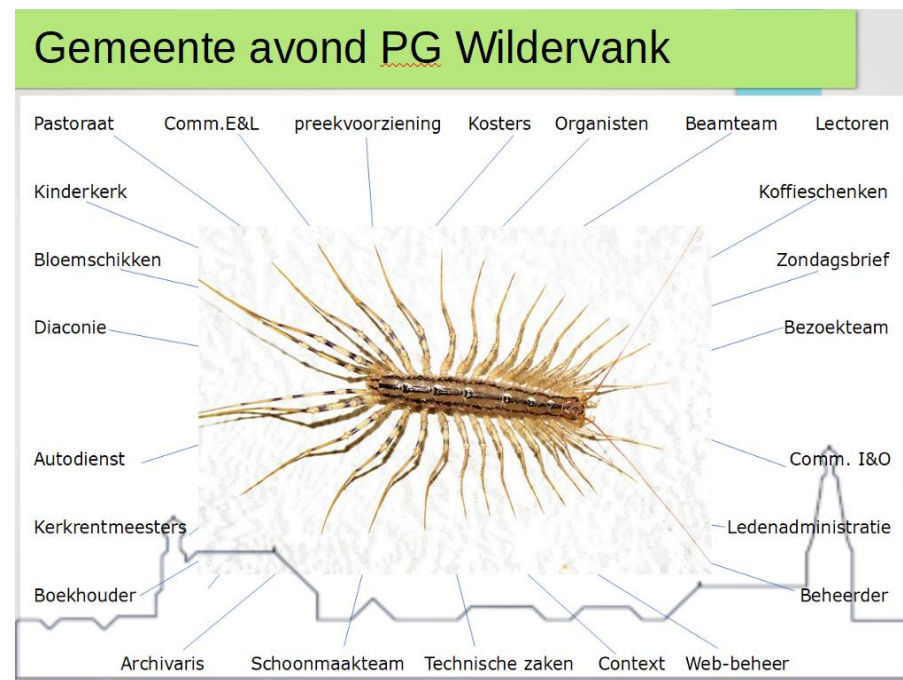 Gemeente avond PG Wildervank
Pastoraat Comm.E&L preekvoorziening Kosters Organisten Beamteam Lectoren
Kinderkerk Koffieschenken
Bloemschikken Zondagsbrief
Diaconie Bezoekteam
Autodienst Comm. I&O
Kerkrentmeesters Ledenadministratie
Boekhouder Beheerder
Archivaris Schoonmaakteam Technische zaken Context Web-beheer